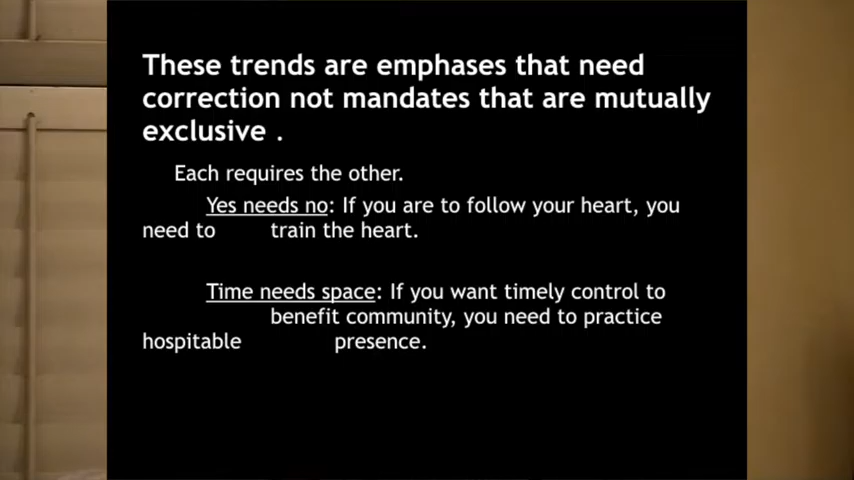 These trends are emphases that need
correction not mandates that are mutually
exclusive .
Each requires the other.
Yes needs no: If you are to follow your heart, you
need to train the heart.
Time needs space: If you want timely control to
benefit community, you need to practice
hospitable presence.